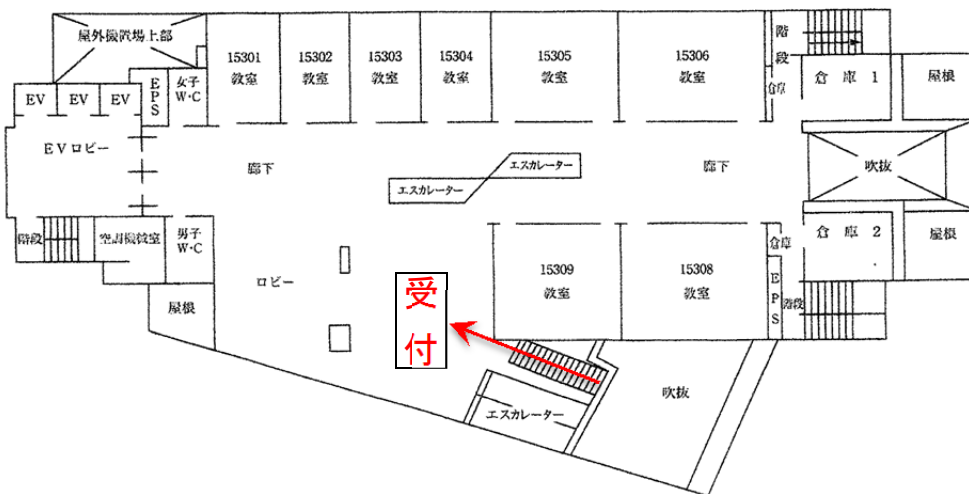 屋外機置場上部
15301
教室
15302
教室
15303
教室
15304
教室
15305
教室
15306
教室
階
段
倉庫
倉 庫 1
屋根
EV
EV
EV
EPS
女子
W・C
EVロビー
廊下
エスカレーター
エスカレーター
廊下
吹抜
階段
空調機械室
男子
W・C
倉庫
倉 庫 2
屋根
ロビー
15309
教室
15308
教室
EPS
階段
屋根
受
付
エスカレーター
吹抜